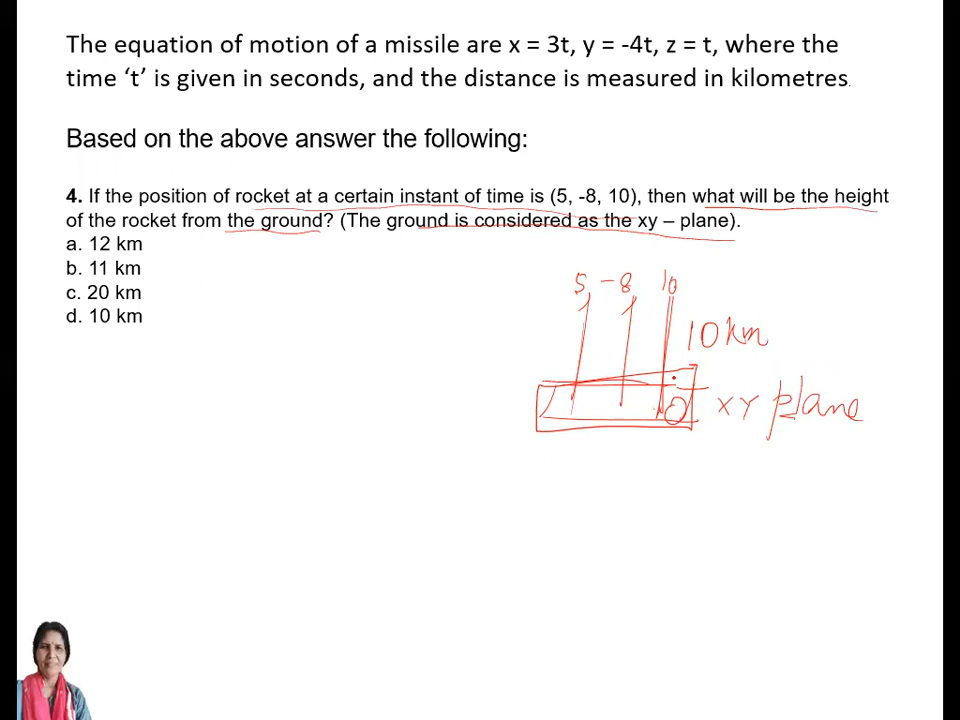 The equation of motion of a missile are x = 3t, y = -4t, z = t, where the
time ‘t’ is given in seconds, and the distance is measured in kilometres.
Based on the above answer the following:
4. If the position of rocket at a certain instant of time is (5, -8, 10), then what will be the height
of the rocket from the ground? (The ground is considered as the xy – plane).
a. 12 km
b. 11 km
c. 20 km
d. 10 km
5, -8 10
10 km
XY plane